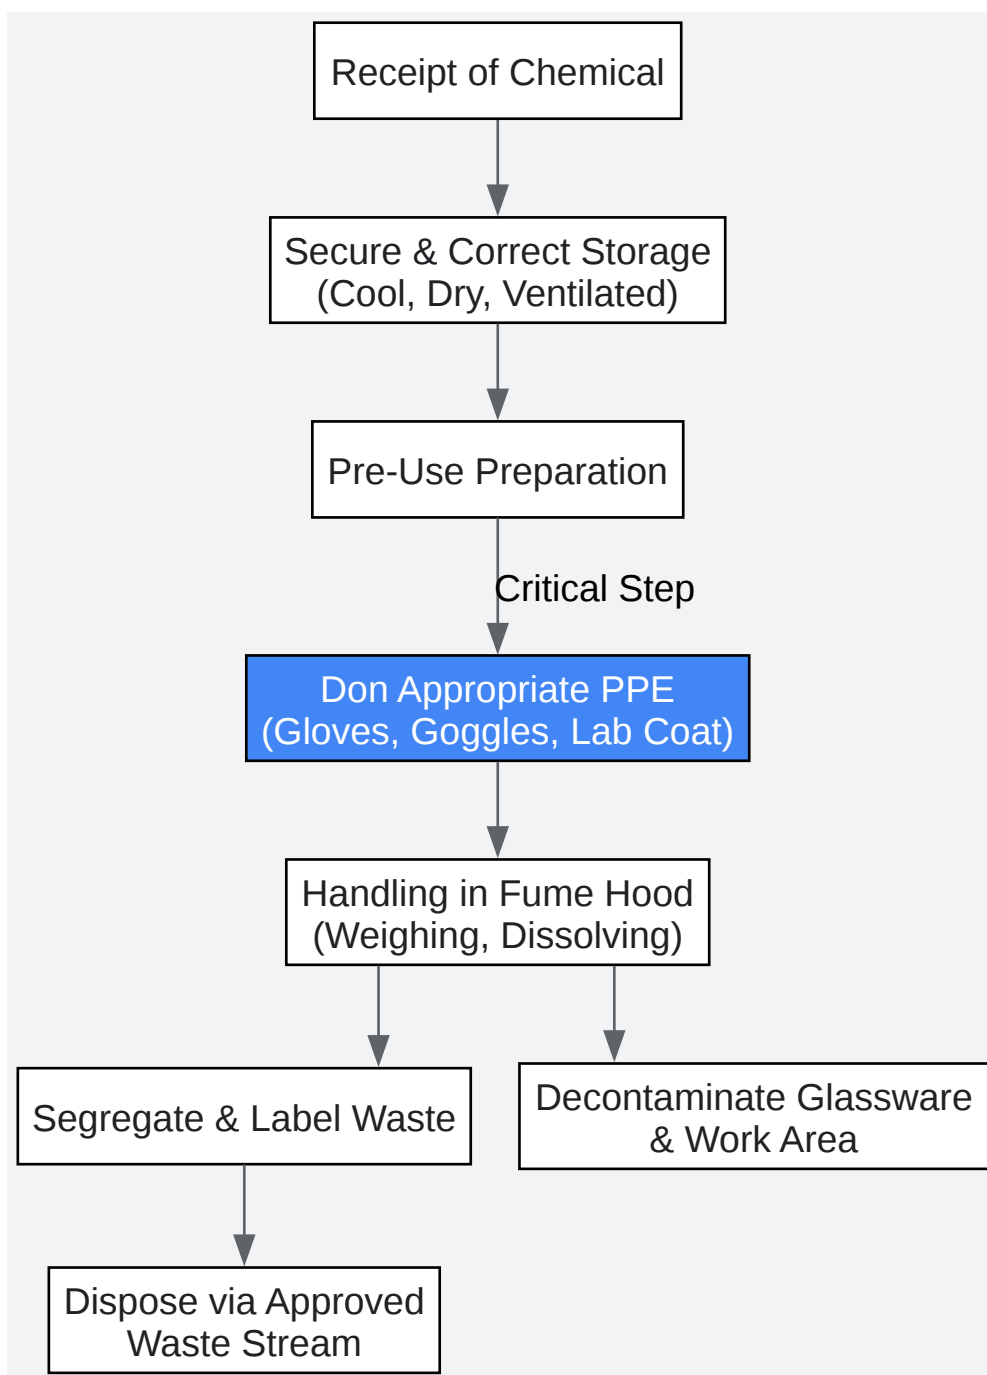 Receipt of Chemical
Secure & Correct Storage
(Cool, Dry, Ventilated)
Pre-Use Preparation
Critical Step
Don Appropriate PPE
(Gloves, Goggles, Lab Coat)
Handling in Fume Hood
(Weighing, Dissolving)
Segregate & Label Waste
Decontaminate Glassware
& Work Area
Dispose via Approved
Waste Stream